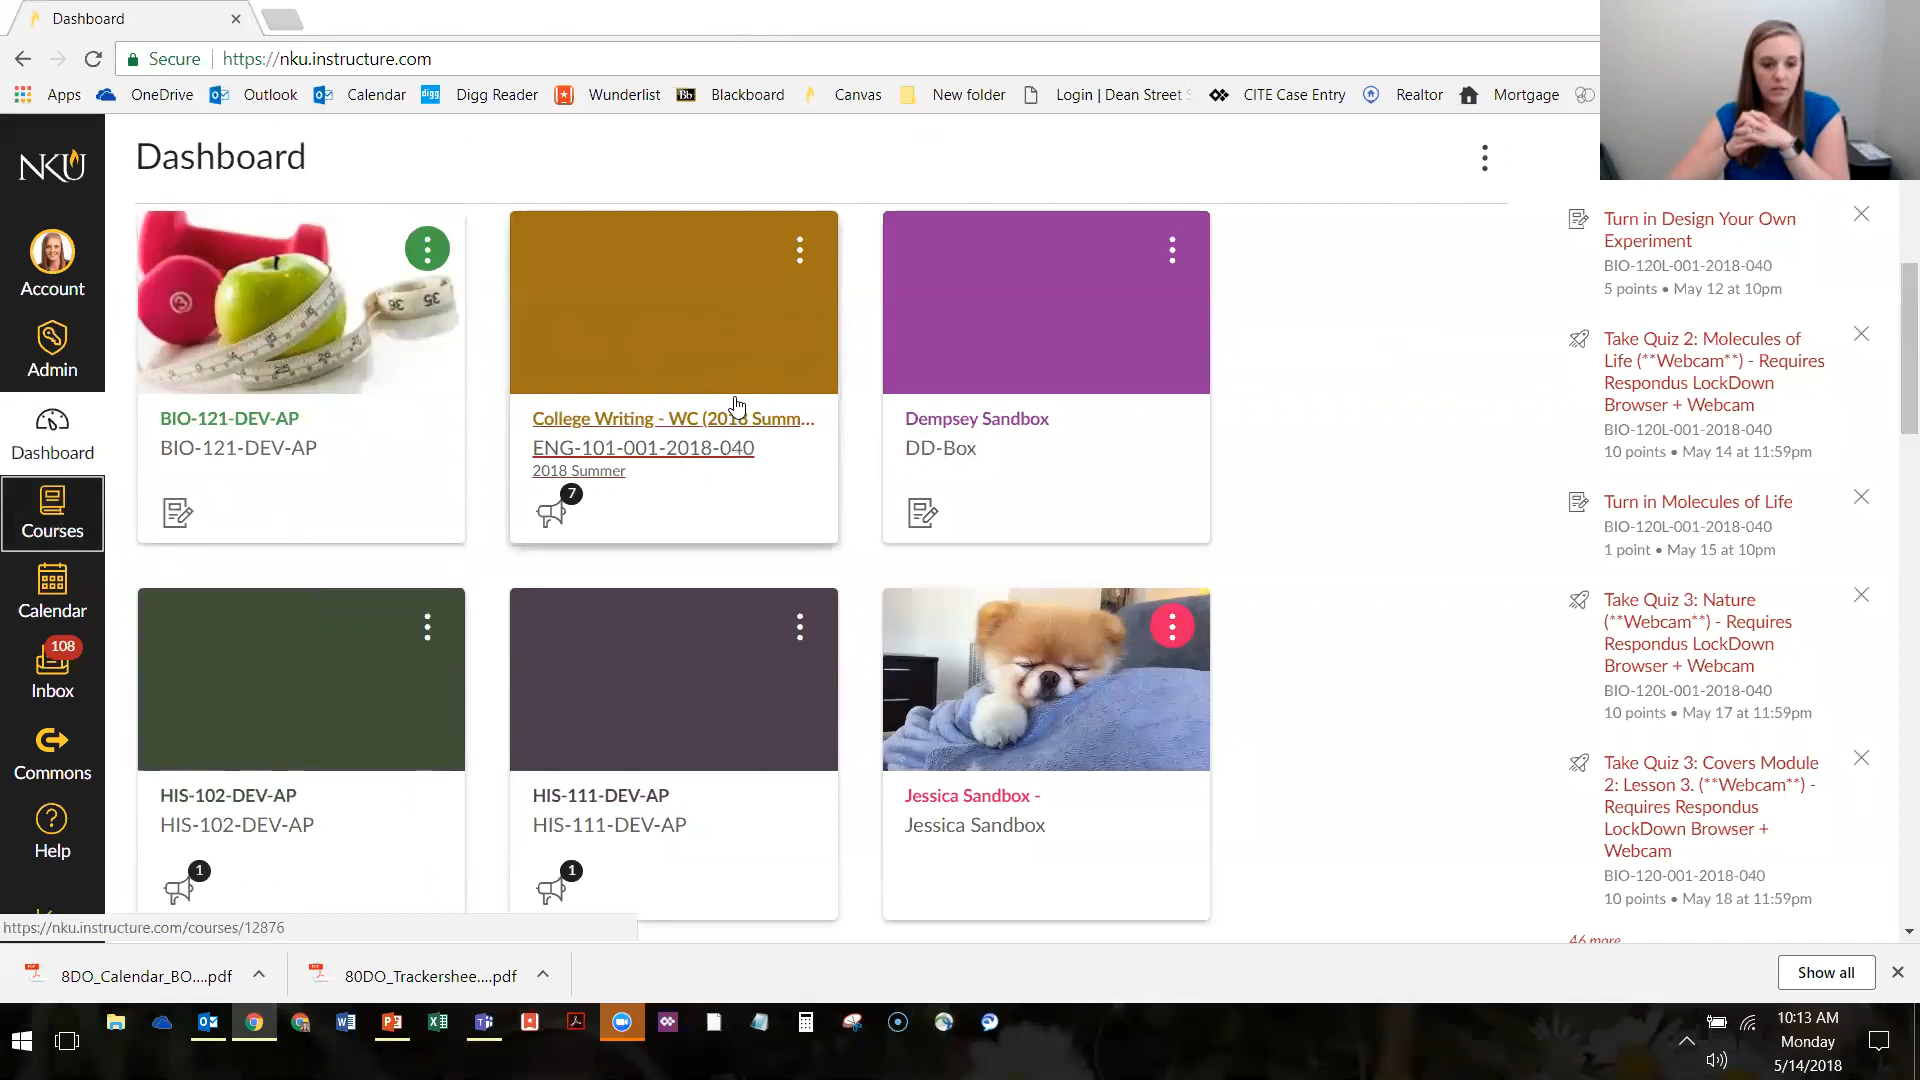 Dashboard
Secure
https://nku.instructure.com
Apps
OneDrive
Outlook
Calendar
digg
Digg Reader
Wunderlist
Bb
Blackboard
Canvas
New folder
Login | Dean Street
CITE Case Entry
Realtor
Mortgage
NKU
Account
Admin
Dashboard
Courses
Calendar
108
Inbox
Commons
Help
Dashboard
36
35
25
BIO-121-DEV-AP
BIO-121-DEV-AP
College Writing - WC (2018 Summ...
ENG-101-001-2018-040
2018 Summer
7
Dempsey Sandbox
DD-Box
HIS-102-DEV-AP
HIS-102-DEV-AP
1
HIS-111-DEV-AP
HIS-111-DEV-AP
1
Jessica Sandbox -
Jessica Sandbox
Turn in Design Your Own
Experiment
BIO-120L-001-2018-040
5 points • May 12 at 10pm
Take Quiz 2: Molecules of
Life (**Webcam**) - Requires
Respondus LockDown
Browser + Webcam
BIO-120L-001-2018-040
10 points • May 14 at 11:59pm
Turn in Molecules of Life
BIO-120L-001-2018-040
1 point • May 15 at 10pm
Take Quiz 3: Nature
(**Webcam**) - Requires
Respondus LockDown
Browser + Webcam
BIO-120L-001-2018-040
10 points • May 17 at 11:59pm
Take Quiz 3: Covers Module
2: Lesson 3. (**Webcam**) -
Requires Respondus
LockDown Browser +
Webcam
BIO-120-001-2018-040
10 points • May 18 at 11:59pm
46 more
https://nku.instructure.com/courses/12876
8DO_Calendar_BO....pdf
80DO_Trackershee....pdf
Show all
10:13 AM
Monday
5/14/2018